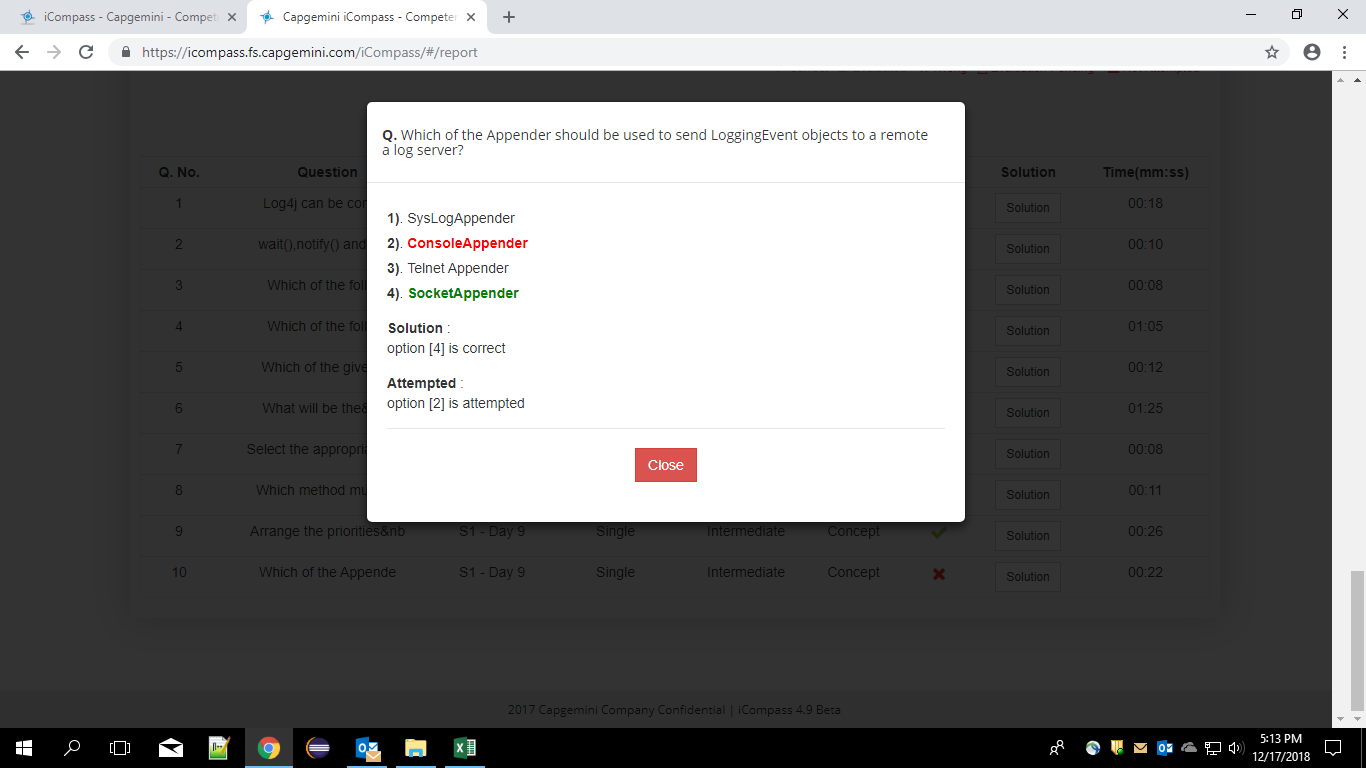 iCompass - Capgemini - Compet
Capgemini iCompass - Competen
https://icompass.fs.capgemini.com/iCompass/#/report
Q. Which of the Appender should be used to send LoggingEvent objects to a remote
a log server?
1). SysLogAppender
2). ConsoleAppender
3). Telnet Appender
4). SocketAppender
Solution :
option [4] is correct
Attempted :
option [2] is attempted
Close
Q. No. Question Solution Time(mm:ss)
1 Log4j can be con Solution 00:18
2 wait(),notify() and Solution 00:10
3 Which of the foll Solution 00:08
4 Which of the foll Solution 01:05
5 Which of the give Solution 00:12
6 What will be the& Solution 01:25
7 Select the appropria Solution 00:08
8 Which method mu Solution 00:11
9 Arrange the priorities&nb S1 - Day 9 Single Intermediate Concept Solution 00:26
10 Which of the Appende S1 - Day 9 Single Intermediate Concept Solution 00:22
2017 Capgemini Company Confidential | iCompass 4.9 Beta
5:13 PM
12/17/2018